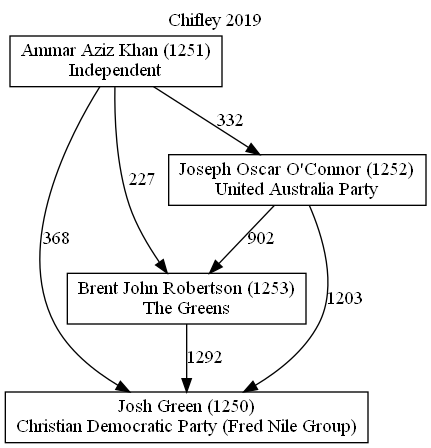 Chifley 2019
Ammar Aziz Khan (1251)
Independent
332
Joseph Oscar O'Connor (1252)
United Australia Party
227
368
902
1203
Brent John Robertson (1253)
The Greens
1292
Josh Green (1250)
Christian Democratic Party (Fred Nile Group)